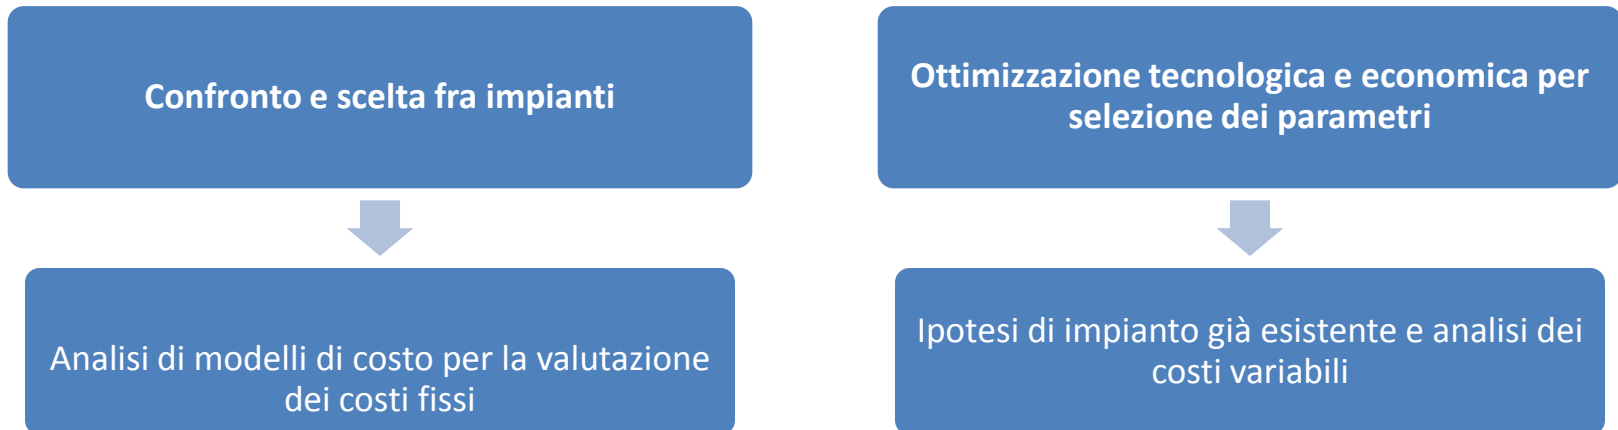 Confronto e scelta fra impianti
Analisi di modelli di costo per la valutazione
dei costi fissi
Ottimizzazione tecnologica e economica per
selezione dei parametri
Ipotesi di impianto già esistente e analisi dei
costi variabili